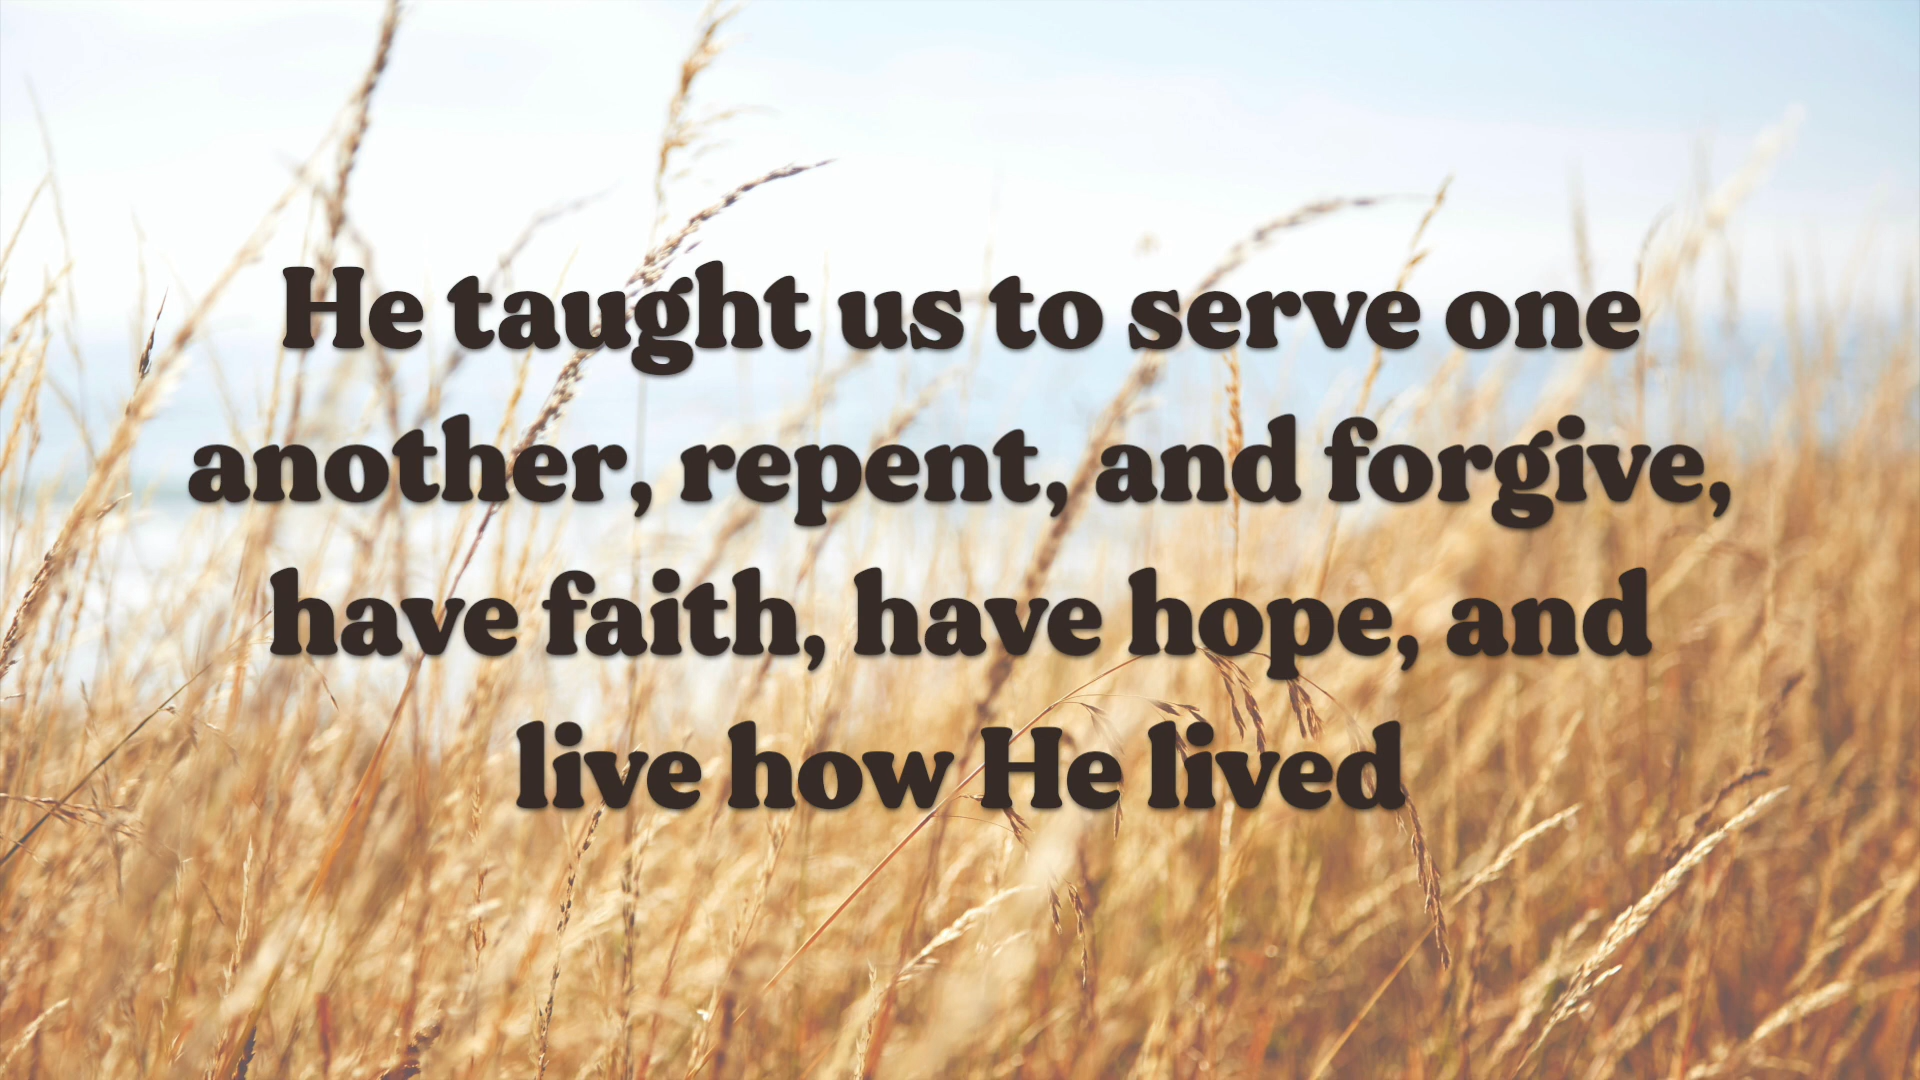 He taught us to serve one
another, repent, and forgive,
have faith, have hope, and
live how He lived